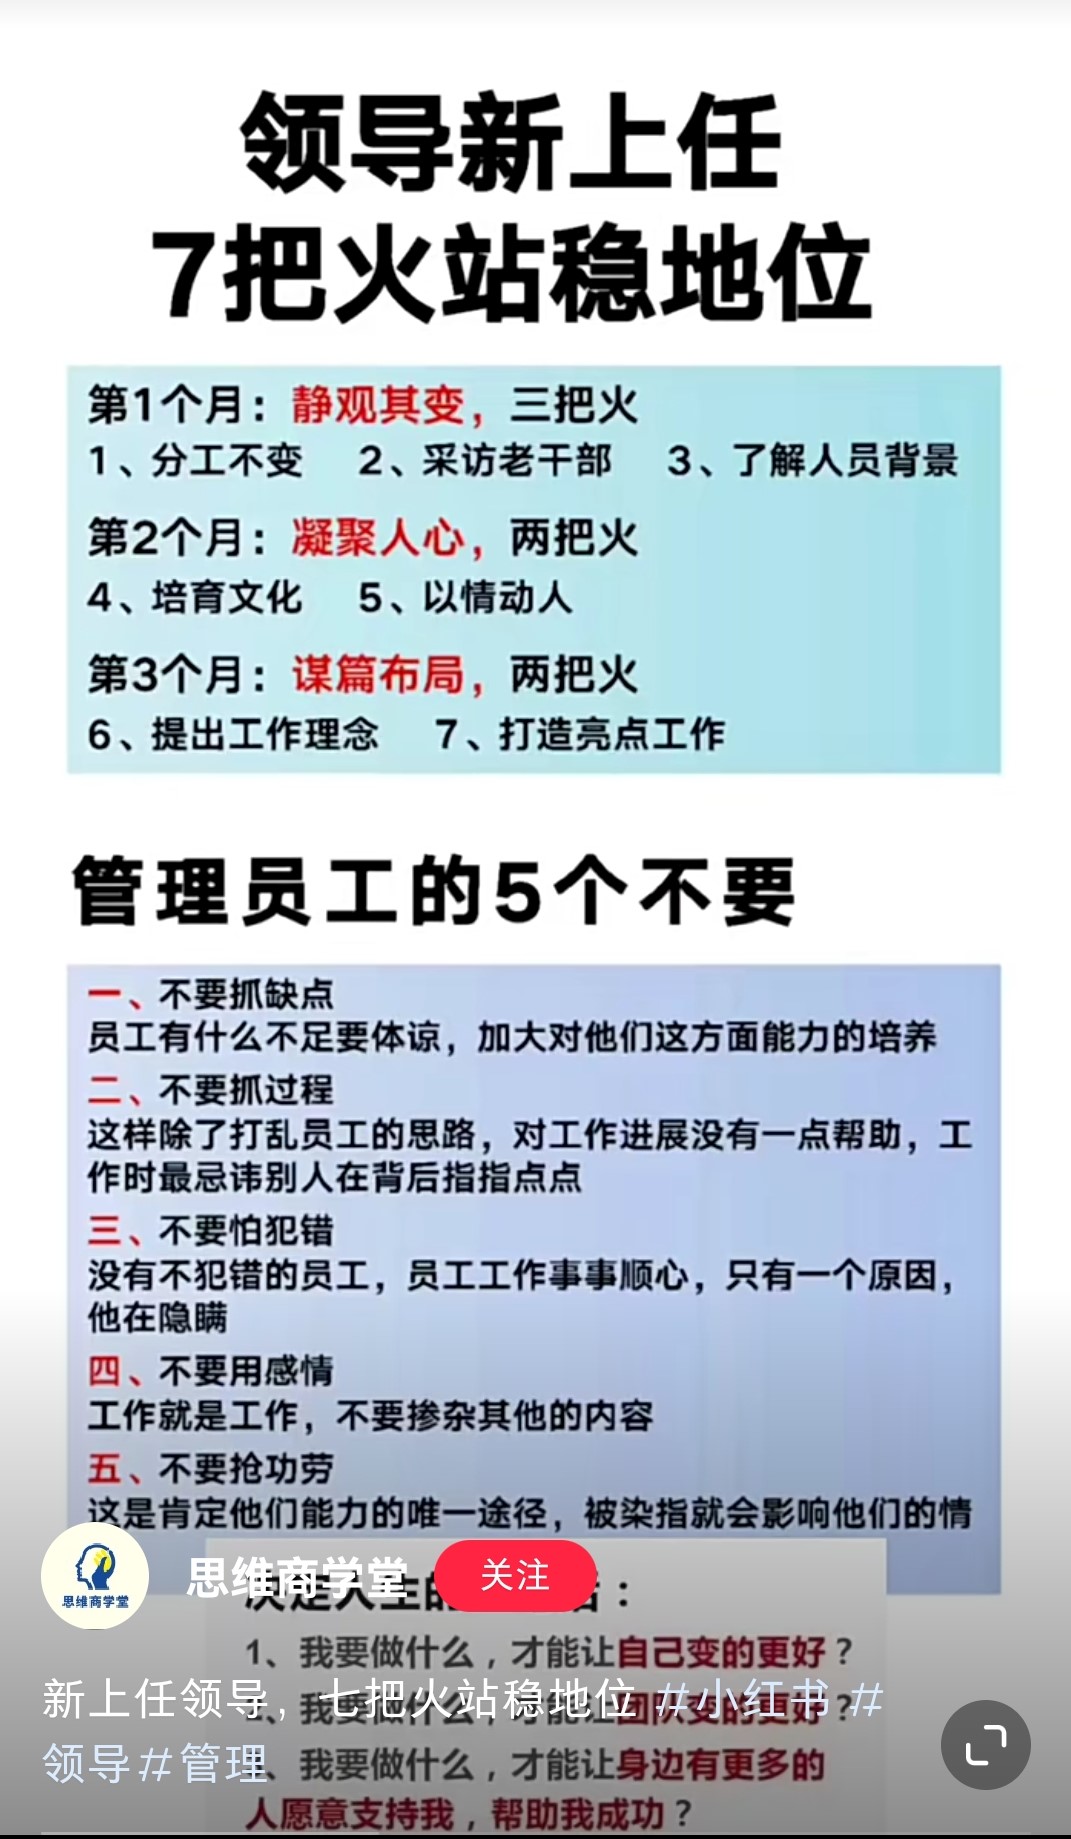 领导新上任
7把火站稳地位
第1个月：静观其变，三把火
1、分工不变 2、采访老干部 3、了解人员背景
第2个月：凝聚人心，两把火
4、培育文化 5、以情动人
第3个月：谋篇布局，两把火
6、提出工作理念 7、打造亮点工作
管理员工的5个不要
一、不要抓缺点
员工有什么不足要体谅，加大对他们这方面能力的培养
二、不要抓过程
这样除了打乱员工的思路，对工作进展没有一点帮助，工
作时最忌讳别人在背后指指点点
三、不要怕犯错
没有不犯错的员工，员工工作事事顺心，只有一个原因，
他在隐瞒
四、不要用感情
工作就是工作，不要掺杂其他的内容
五、不要抢功劳
这是肯定他们能力的唯一途径，被染指就会影响他们的情
思维商学堂
思维商学堂
关注
决定人生的
：
1、我要做什么，才能让自己变的更好？
新上任领导，七把火站稳地位 #小红书 #
领导#管理
、我要做什么，才能让团队变的更好？
、我要做什么，才能让身边有更多的
人愿意支持我，帮助我成功？